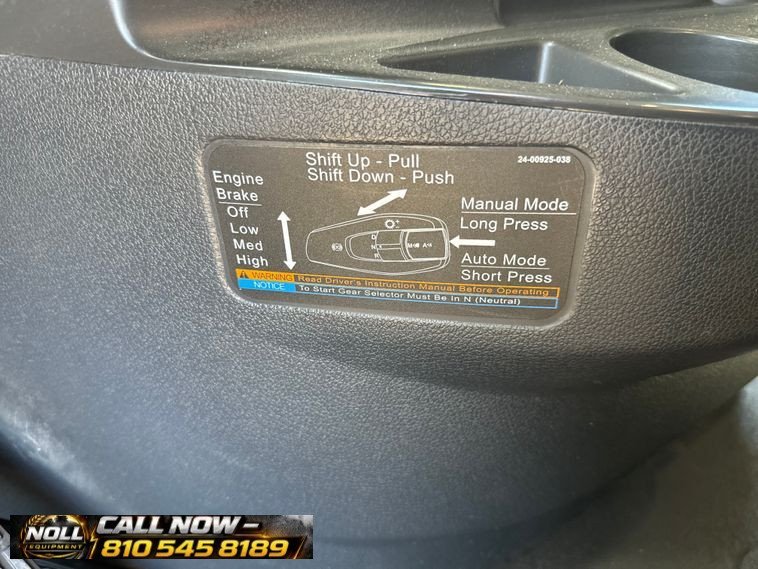 Shift Up - Pull
24-00925-038
Shift Down - Push
Engine
Brake
Off
Low
Med
High
Manual Mode
Long Press
Auto Mode
Short Press
D
N
R
M
A
WARNING Read Driver's Instruction Manual Before Operating
NOTICE To Start Gear Selector Must Be In N (Neutral)
NOLL
EQUIPMENT
CALL NOW -
810 545 8189